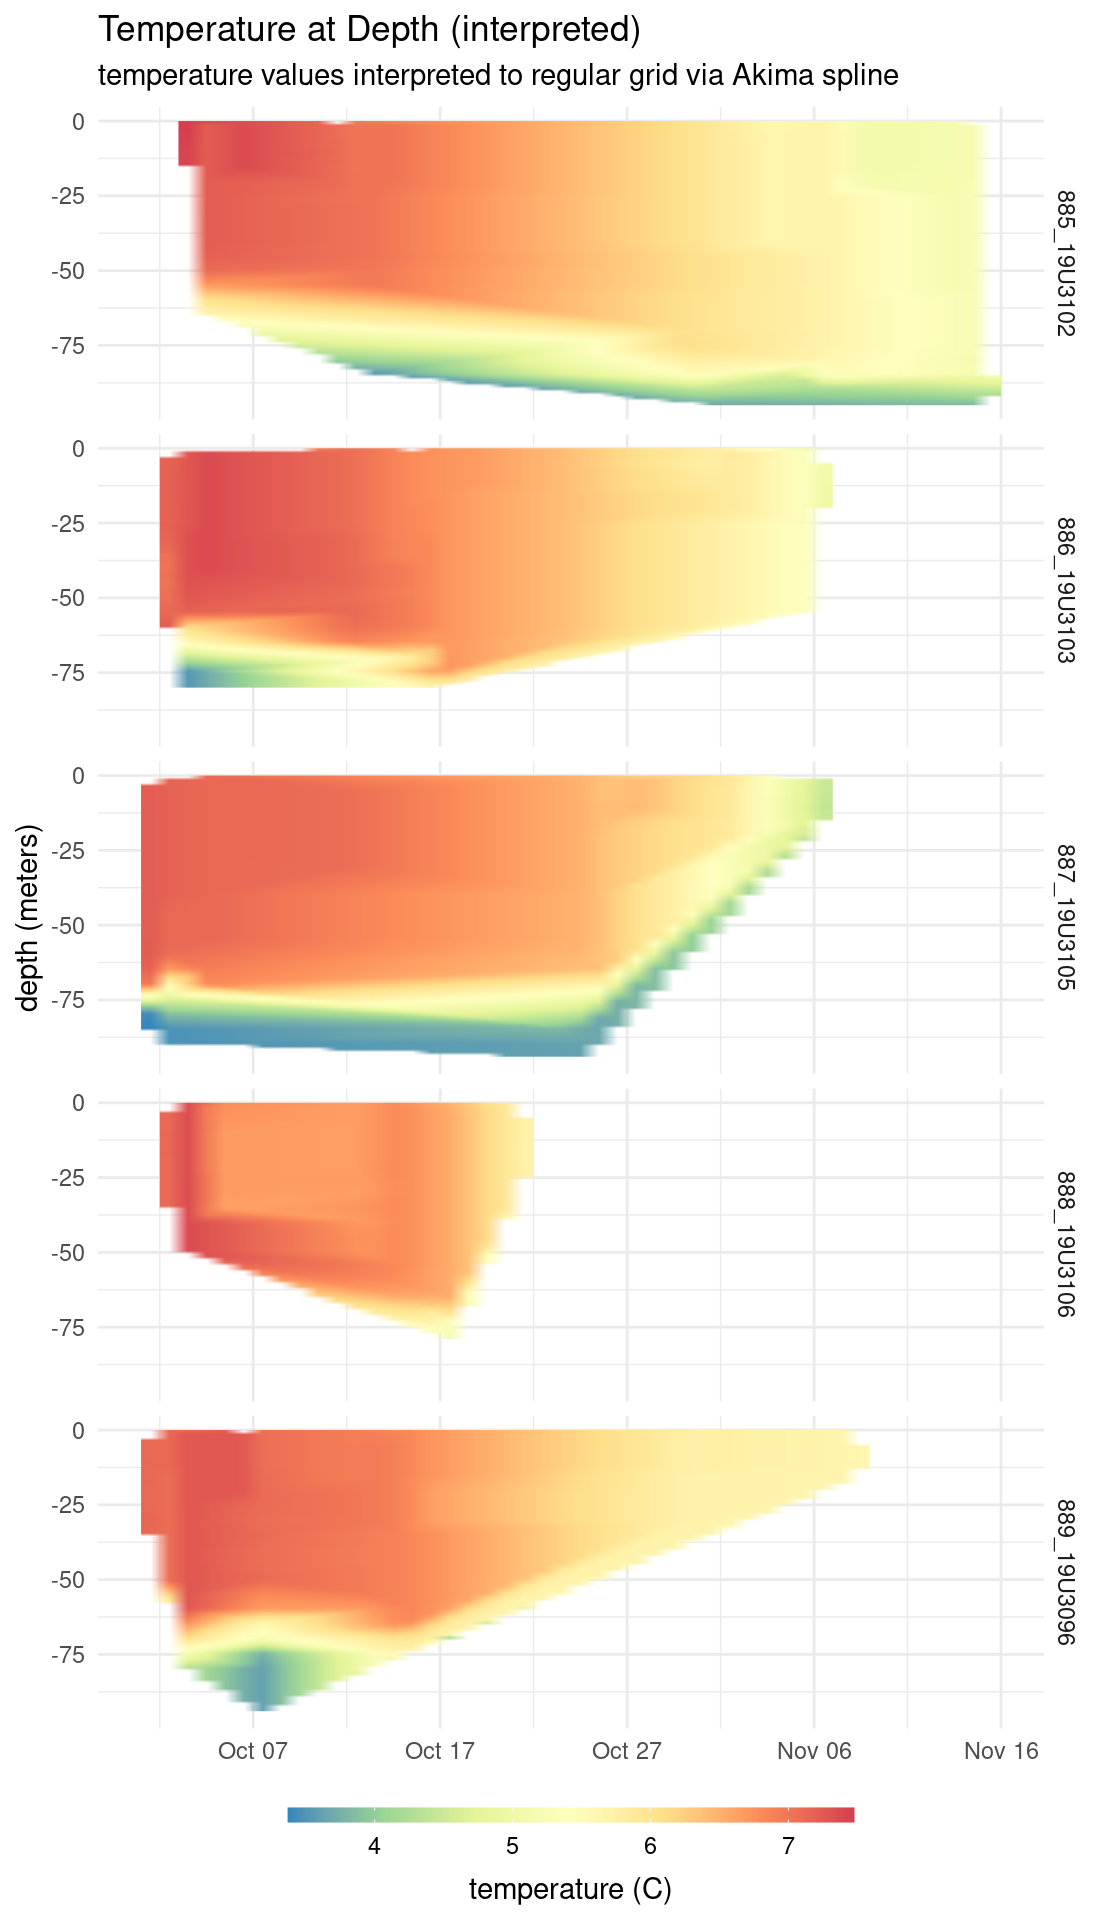 Temperature at Depth (interpreted)
temperature values interpreted to regular grid via Akima spline
0
-25
-50
-75
885_19U3102
0
-25
-50
-75
886_19U3103
0
-25
-50
-75
887_19U3105
depth (meters)
0
-25
-50
-75
888_19U3106
0
-25
-50
-75
889_19U3096
Oct 07 Oct 17 Oct 27 Nov 06 Nov 16
4 5 6 7
temperature (C)